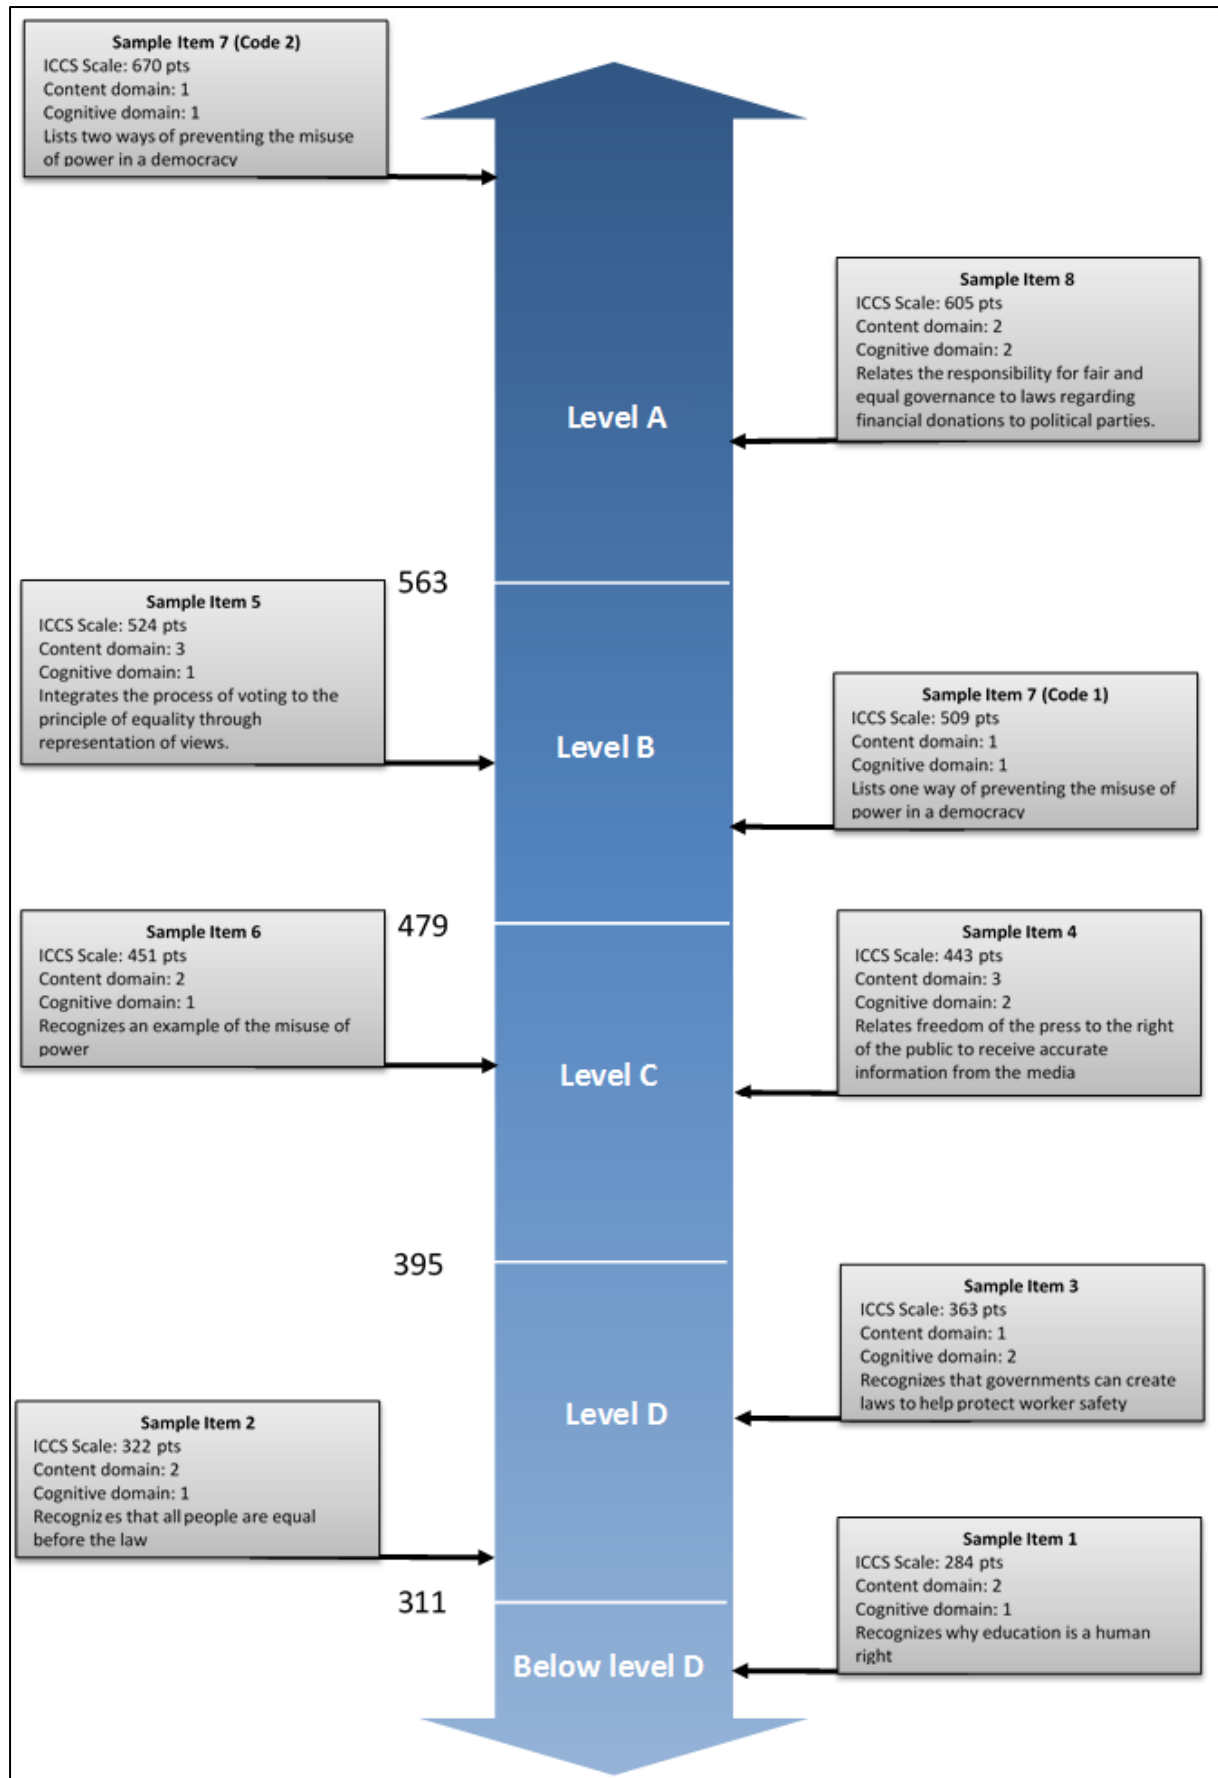 Sample Item 7 (Code 2)
ICCS Scale: 670 pts
Content domain: 1
Cognitive domain: 1
Lists two ways of preventing the misuse
of power in a democracy
Sample Item 8
ICCS Scale: 605 pts
Content domain: 2
Cognitive domain: 2
Relates the responsibility for fair and
equal governance to laws regarding
financial donations to political parties.
Level A
563
Sample Item 5
ICCS Scale: 524 pts
Content domain: 3
Cognitive domain: 1
Integrates the process of voting to the
principle of equality through
representation of views.
Level B
Sample Item 7 (Code 1)
ICCS Scale: 509 pts
Content domain: 1
Cognitive domain: 1
Lists one way of preventing the misuse of
power in a democracy
479
Sample Item 6
ICCS Scale: 451 pts
Content domain: 2
Cognitive domain: 1
Recognizes an example of the misuse of
power
Level C
Sample Item 4
ICCS Scale: 443 pts
Content domain: 3
Cognitive domain: 2
Relates freedom of the press to the right
of the public to receive accurate
information from the media
395
Sample Item 3
ICCS Scale: 363 pts
Content domain: 1
Cognitive domain: 2
Recognizes that governments can create
laws to help protect worker safety
Level D
Sample Item 2
ICCS Scale: 322 pts
Content domain: 2
Cognitive domain: 1
Recognizes that all people are equal
before the law
311
Sample Item 1
ICCS Scale: 284 pts
Content domain: 2
Cognitive domain: 1
Recognizes why education is a human
right
Below level D